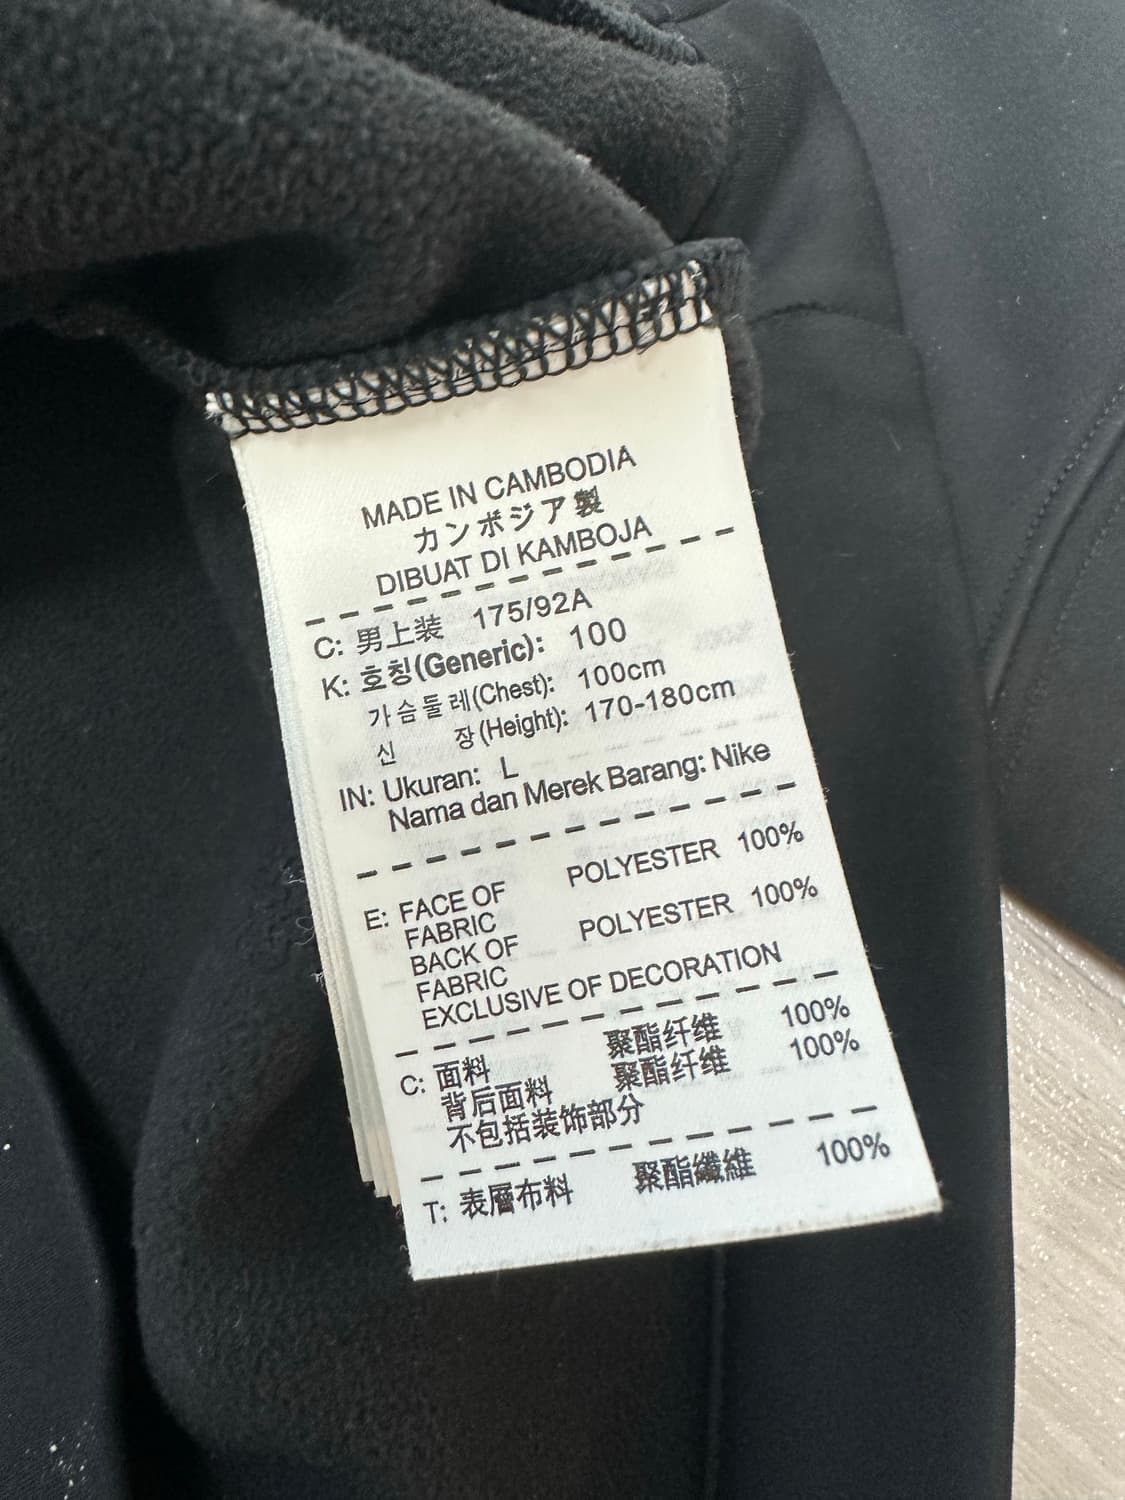 MADE IN CAMBODIA
カンボジア製
DIBUAT DI KAMBOJA
C: 男上装 175/92A
K: 호칭(Generic): 100
가슴둘레(Chest): 100cm
신 장(Height): 170-180cm
IN: Ukuran: L
Nama dan Merek Barang: Nike
E: FACE OF FABRIC POLYESTER 100%
BACK OF FABRIC POLYESTER 100%
EXCLUSIVE OF DECORATION
C: 面料 聚酯纤维 100%
背后面料 聚酯纤维 100%
不包括装饰部分
T: 表層布料 聚酯纖維 100%